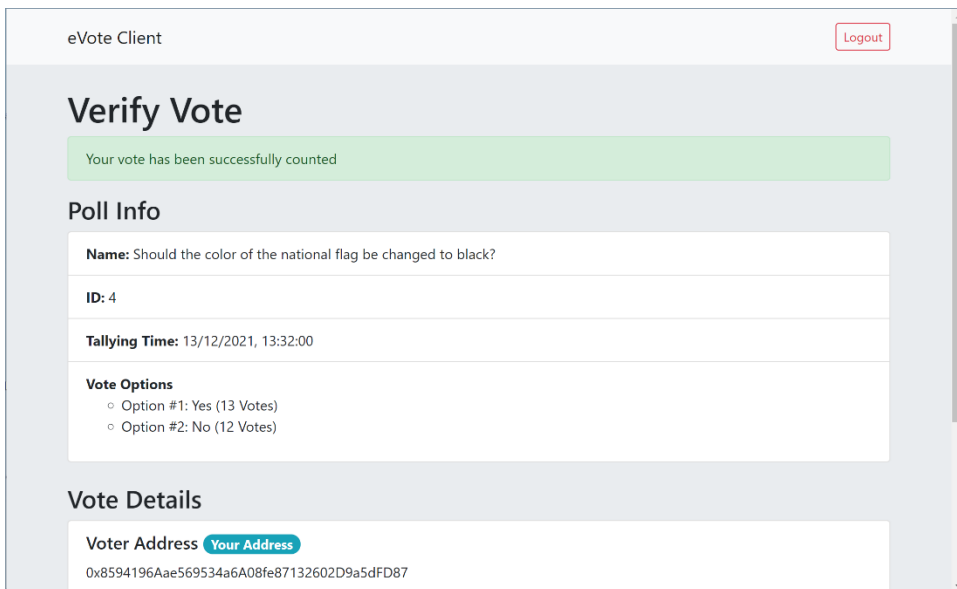 eVote Client
Logout
Verify Vote
Your vote has been successfully counted
Poll Info
Name: Should the color of the national flag be changed to black?
ID: 4
Tallying Time: 13/12/2021, 13:32:00
Vote Options
Option #1: Yes (13 Votes)
Option #2: No (12 Votes)
Vote Details
Voter Address Your Address
0x8594196Aae569534a6A08fe87132602D9a5dFD87